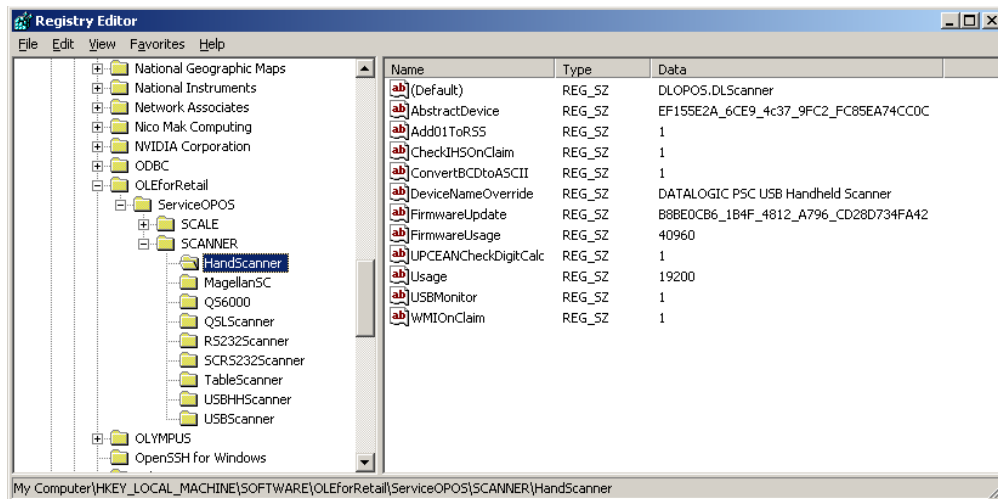 Registry Editor
File Edit View Favorites Help
National Geographic Maps
National Instruments
Network Associates
Nico Mak Computing
NVIDIA Corporation
ODBC
OLEforRetail
ServiceOPOS
SCALE
SCANNER
HandScanner
MagellanSC
QS6000
QSLScanner
RS232Scanner
SCRS232Scanner
TableScanner
USBHHScanner
USBScanner
OLYMPUS
OpenSSH for Windows
Name Type Data
(Default) REG_SZ DLOPOS.DLScanner
AbstractDevice REG_SZ EF155E2A_6CE9_4c37_9FC2_FC85EA74CC0C
Add01ToRSS REG_SZ 1
CheckIHSOnClaim REG_SZ 1
ConvertBCDtoASCII REG_SZ 1
DeviceNameOverride REG_SZ DATALOGIC PSC USB Handheld Scanner
FirmwareUpdate REG_SZ B8BE0CB6_1B4F_4812_A796_CD28D734FA42
FirmwareUsage REG_SZ 40960
UPCEANCheckDigitCalc REG_SZ 1
Usage REG_SZ 19200
USBMonitor REG_SZ 1
WMIOnClaim REG_SZ 1
My Computer\HKEY_LOCAL_MACHINE\SOFTWARE\OLEforRetail\ServiceOPOS\SCANNER\HandScanner